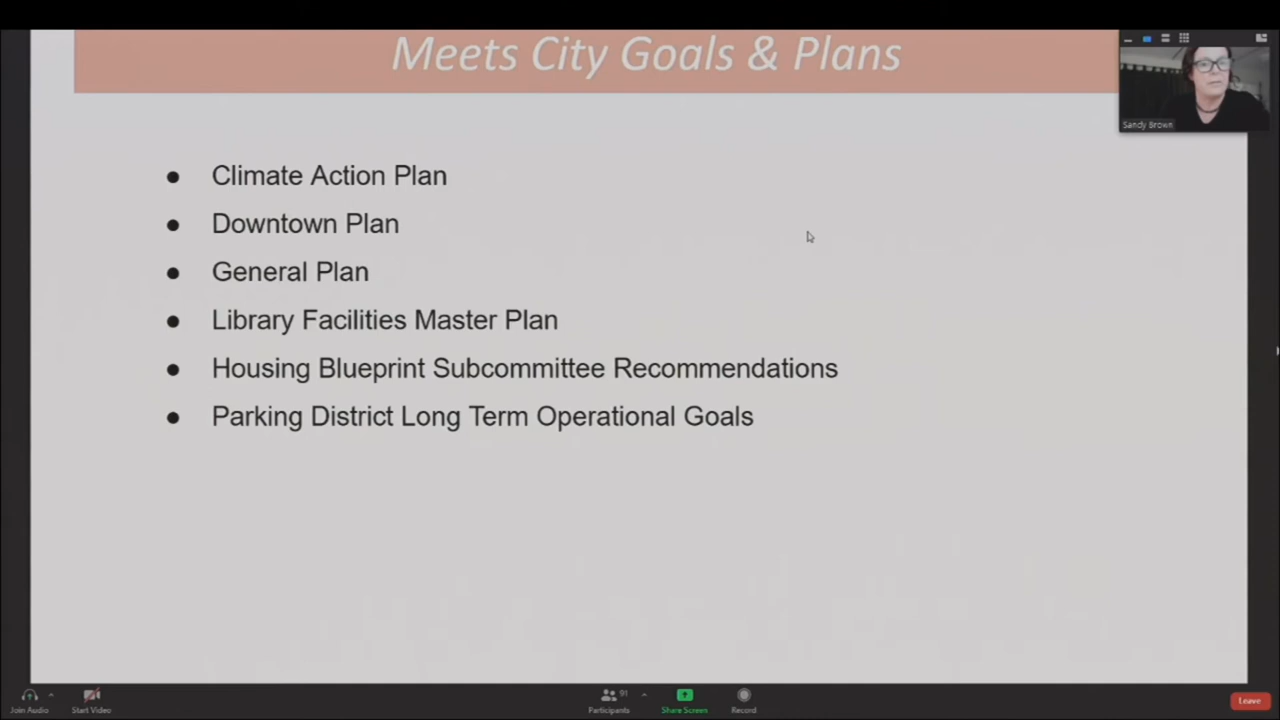 Meets City Goals & Plans
Sandy Brown
● Climate Action Plan
● Downtown Plan
● General Plan
● Library Facilities Master Plan
● Housing Blueprint Subcommittee Recommendations
● Parking District Long Term Operational Goals
Join Audio
Start Video
91
Participants
Share Screen
Record
Leave